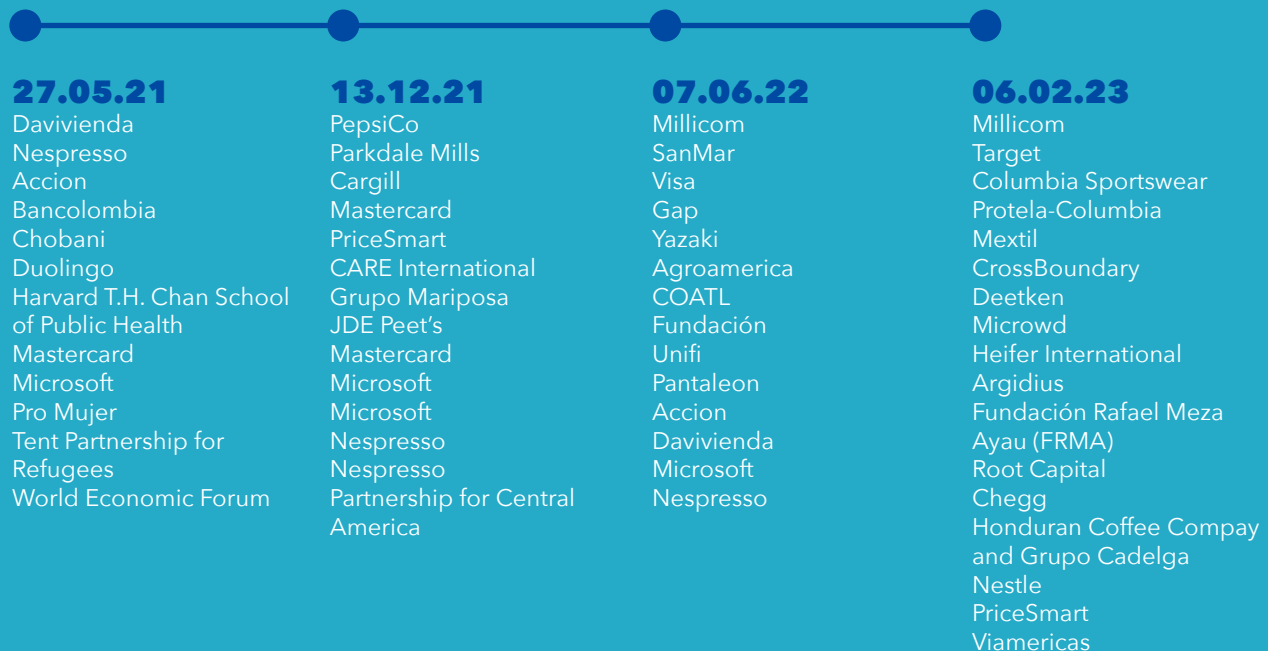 27.05.21
Davivienda
Nespresso
Accion
Bancolombia
Chobani
Duolingo
Harvard T.H. Chan School
of Public Health
Mastercard
Microsoft
Pro Mujer
Tent Partnership for
Refugees
World Economic Forum
13.12.21
PepsiCo
Parkdale Mills
Cargill
Mastercard
PriceSmart
CARE International
Grupo Mariposa
JDE Peet’s
Mastercard
Microsoft
Microsoft
Nespresso
Nespresso
Partnership for Central
America
07.06.22
Millicom
SanMar
Visa
Gap
Yazaki
Agroamerica
COATL
Fundación
Unifi
Pantaleon
Accion
Davivienda
Microsoft
Nespresso
06.02.23
Millicom
Target
Columbia Sportswear
Protela-Columbia
Mextil
CrossBoundary
Deetken
Microwd
Heifer International
Argidius
Fundación Rafael Meza
Ayau (FRMA)
Root Capital
Chegg
Honduran Coffee Compay
and Grupo Cadelga
Nestle
PriceSmart
Viamericas